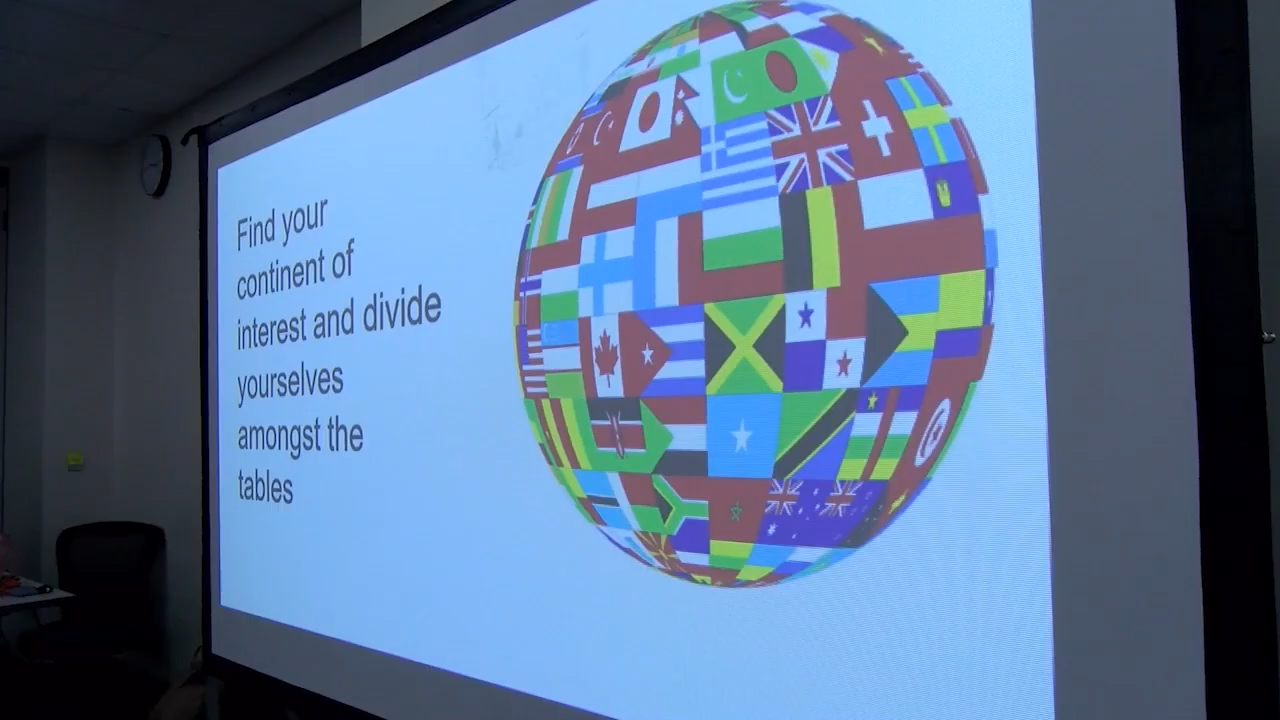 Find your
continent of
interest and divide
yourselves
amongst the
tables